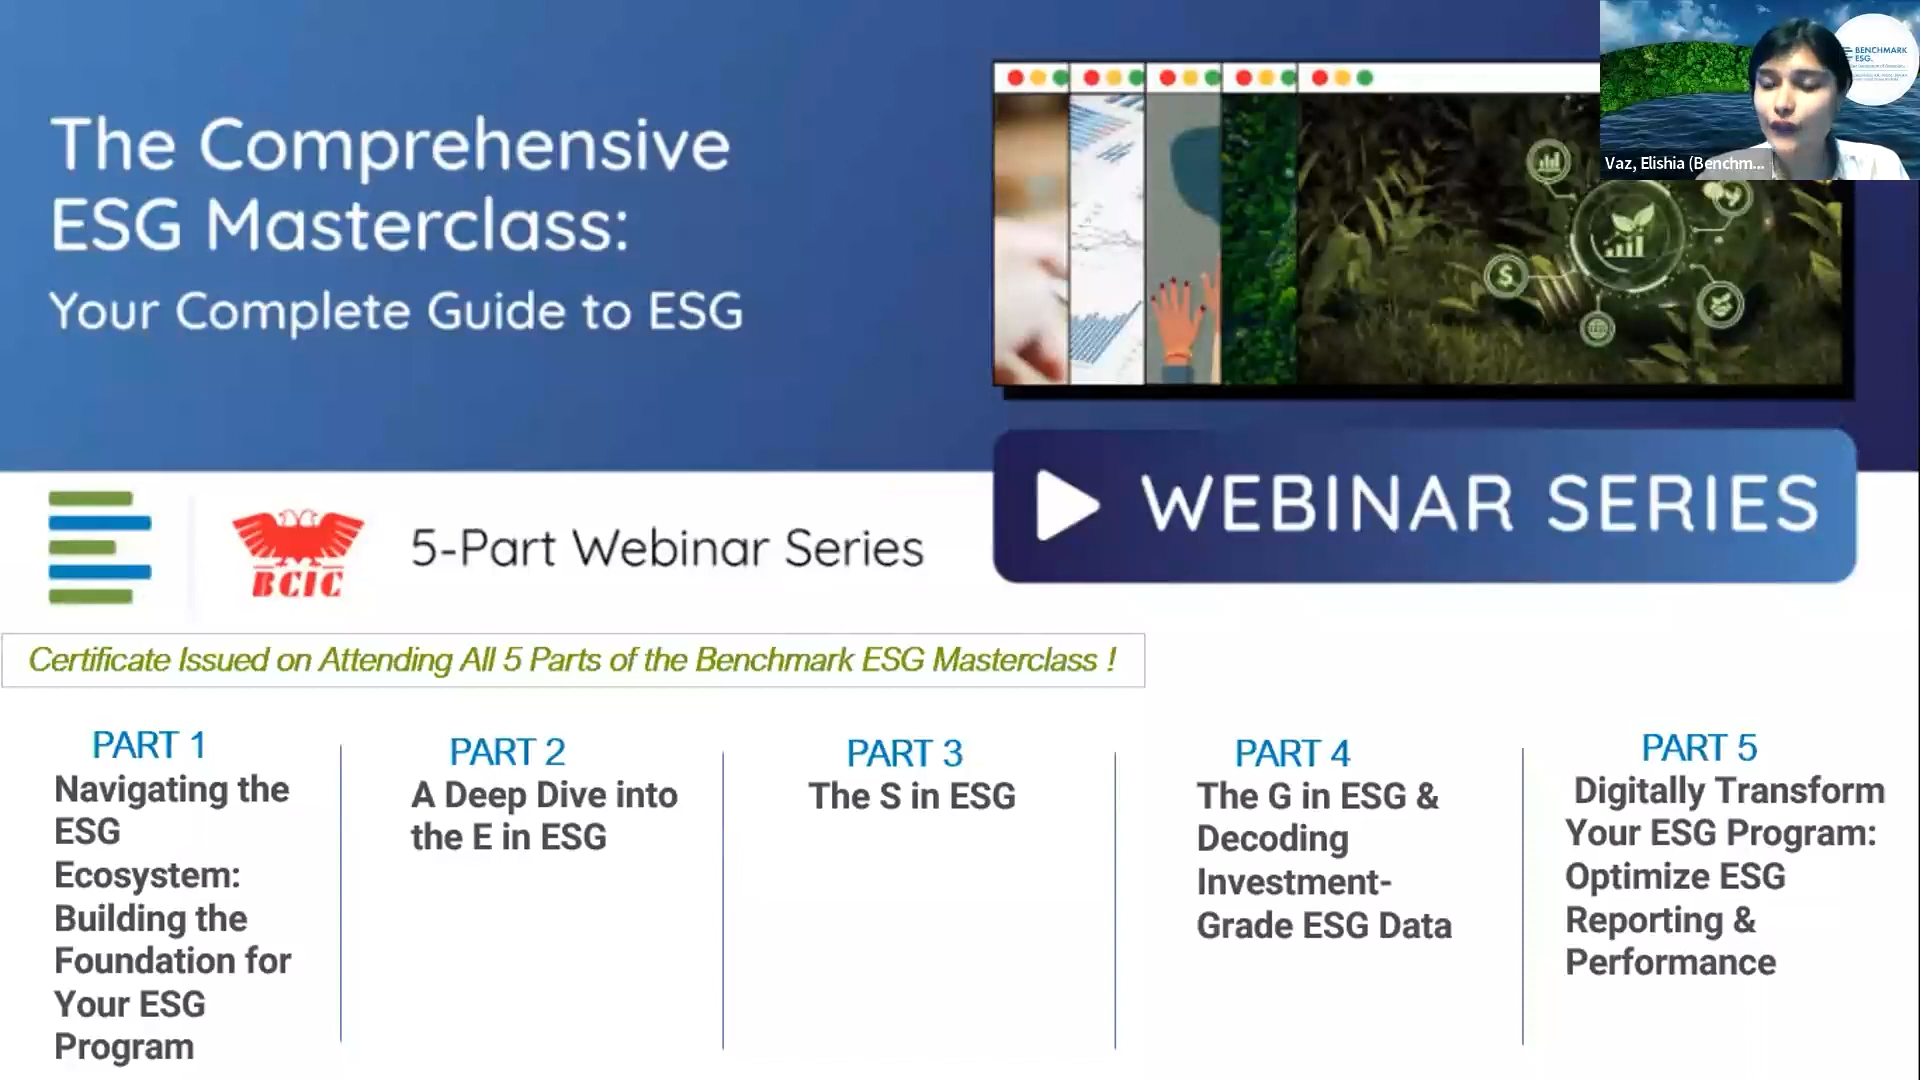 The Comprehensive
ESG Masterclass:
Your Complete Guide to ESG
BENCHMARK
ESG
Vaz, Elishia (Benchm...
$
WEBINAR SERIES
BCIC
5-Part Webinar Series
Certificate Issued on Attending All 5 Parts of the Benchmark ESG Masterclass !
PART 1
Navigating the
ESG
Ecosystem:
Building the
Foundation for
Your ESG
Program
PART 2
A Deep Dive into
the E in ESG
PART 3
The S in ESG
PART 4
The G in ESG &
Decoding
Investment-
Grade ESG Data
PART 5
Digitally Transform
Your ESG Program:
Optimize ESG
Reporting &
Performance